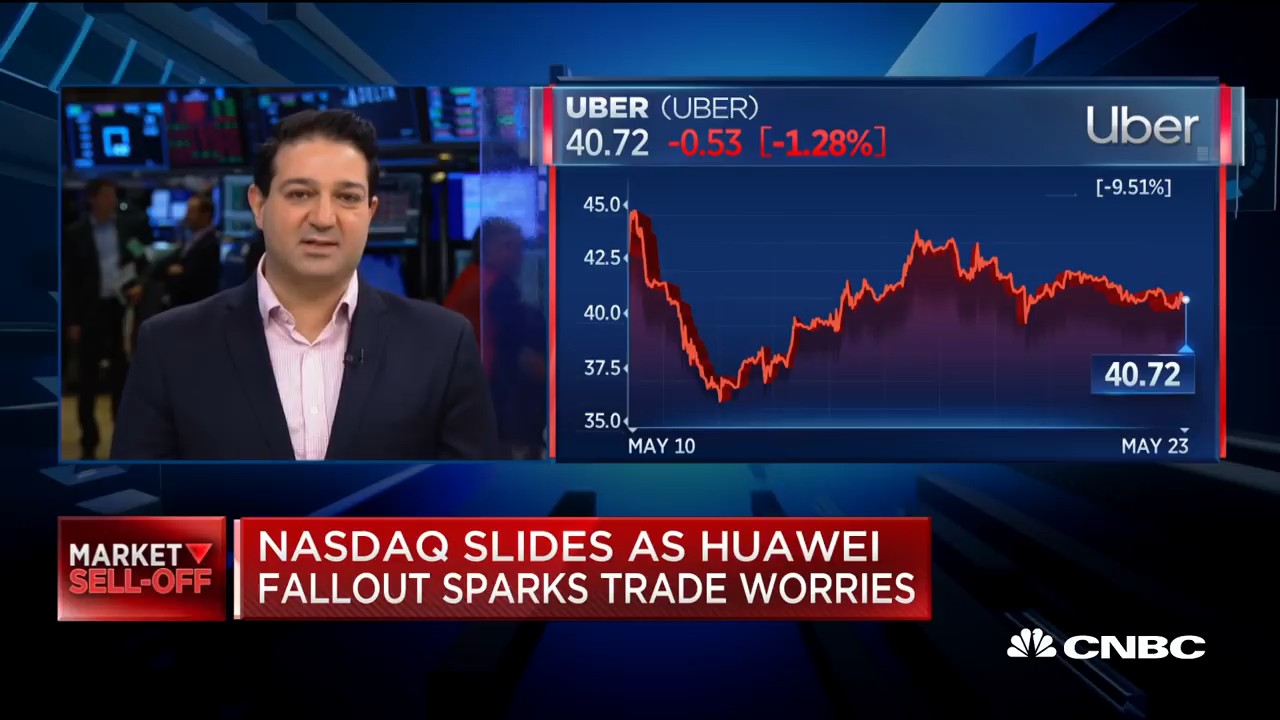 UBER (UBER)
40.72 -0.53 [-1.28%]
Uber
[-9.51%]
45.0
42.5
40.0
37.5
35.0
40.72
MAY 10
MAY 23
DELTA
MARKET
SELL-OFF
NASDAQ SLIDES AS HUAWEI
FALLOUT SPARKS TRADE WORRIES
CNBC